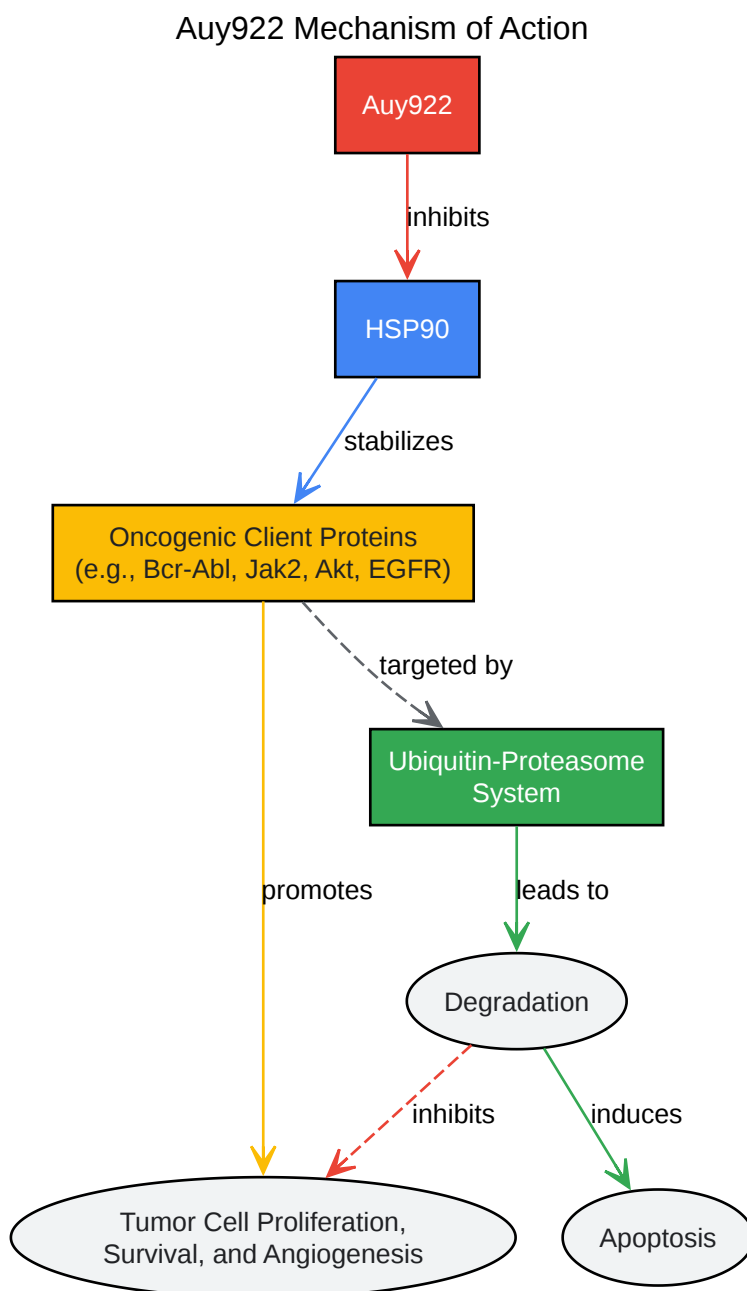 Auy922 Mechanism of Action
Auy922
inhibits
HSP90
stabilizes
Oncogenic Client Proteins
(e.g., Bcr-Abl, Jak2, Akt, EGFR)
targeted by
Ubiquitin-Proteasome
System
promotes
leads to
Degradation
inhibits
induces
Tumor Cell Proliferation,
Survival, and Angiogenesis
Apoptosis